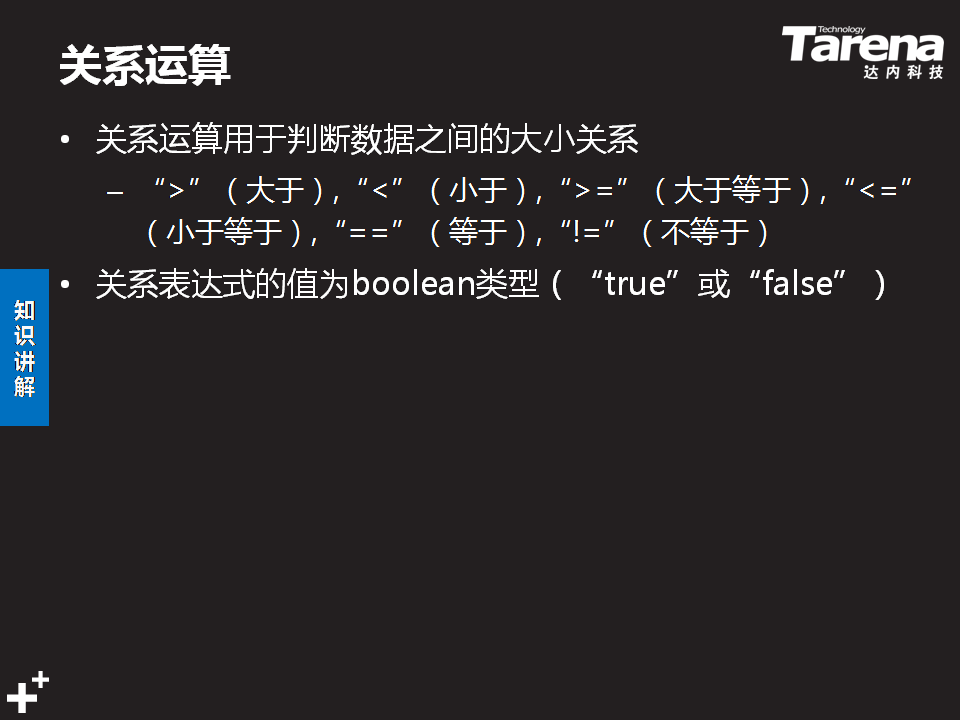 关系运算
Technology
Tarena
达内科技
• 关系运算用于判断数据之间的大小关系
– “>”（大于）,“<”（小于）,“>=”（大于等于）,“<=”
（小于等于）,“==”（等于）,“!=”（不等于）
• 关系表达式的值为boolean类型（“true”或“false”）
知识讲解